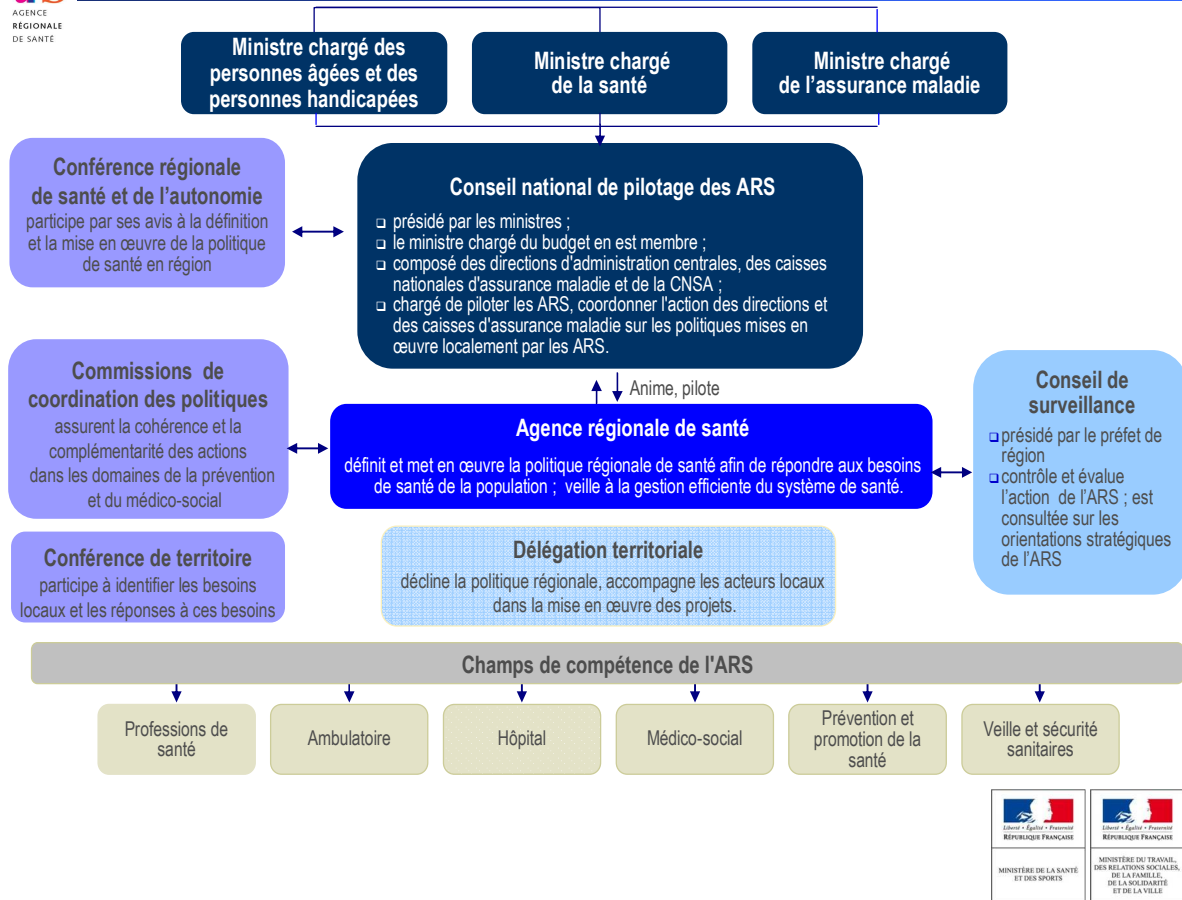 AGENCE
RÉGIONALE
DE SANTÉ
Ministre chargé des
personnes âgées et des
personnes handicapées
Ministre chargé
de la santé
Ministre chargé
de l'assurance maladie
Conférence régionale
de santé et de l'autonomie
participe par ses avis à la définition
et la mise en œuvre de la politique
de santé en région
Conseil national de pilotage des ARS
présidé par les ministres ;
le ministre chargé du budget en est membre ;
composé des directions d'administration centrales, des caisses
nationales d'assurance maladie et de la CNSA ;
chargé de piloter les ARS, coordonner l'action des directions et
des caisses d'assurance maladie sur les politiques mises en
œuvre localement par les ARS.
Anime, pilote
Commissions de
coordination des politiques
assurent la cohérence et la
complémentarité des actions
dans les domaines de la prévention
et du médico-social
Agence régionale de santé
définit et met en œuvre la politique régionale de santé afin de répondre aux besoins
de santé de la population ; veille à la gestion efficiente du système de santé.
Conseil de
surveillance
présidé par le préfet de
région
contrôle et évalue
l'action de l'ARS ; est
consultée sur les
orientations stratégiques
de l'ARS
Conférence de territoire
participe à identifier les besoins
locaux et les réponses à ces besoins
Délégation territoriale
décline la politique régionale, accompagne les acteurs locaux
dans la mise en œuvre des projets.
Champs de compétence de l'ARS
Professions de
santé
Ambulatoire
Hôpital
Médico-social
Prévention et
promotion de la
santé
Veille et sécurité
sanitaires
Liberté • Égalité • Fraternité
RÉPUBLIQUE FRANÇAISE
MINISTÈRE DE LA SANTÉ
ET DES SPORTS
Liberté • Égalité • Fraternité
RÉPUBLIQUE FRANÇAISE
MINISTÈRE DU TRAVAIL,
DES RELATIONS SOCIALES,
DE LA FAMILLE,
DE LA SOLIDARITÉ
ET DE LA VILLE